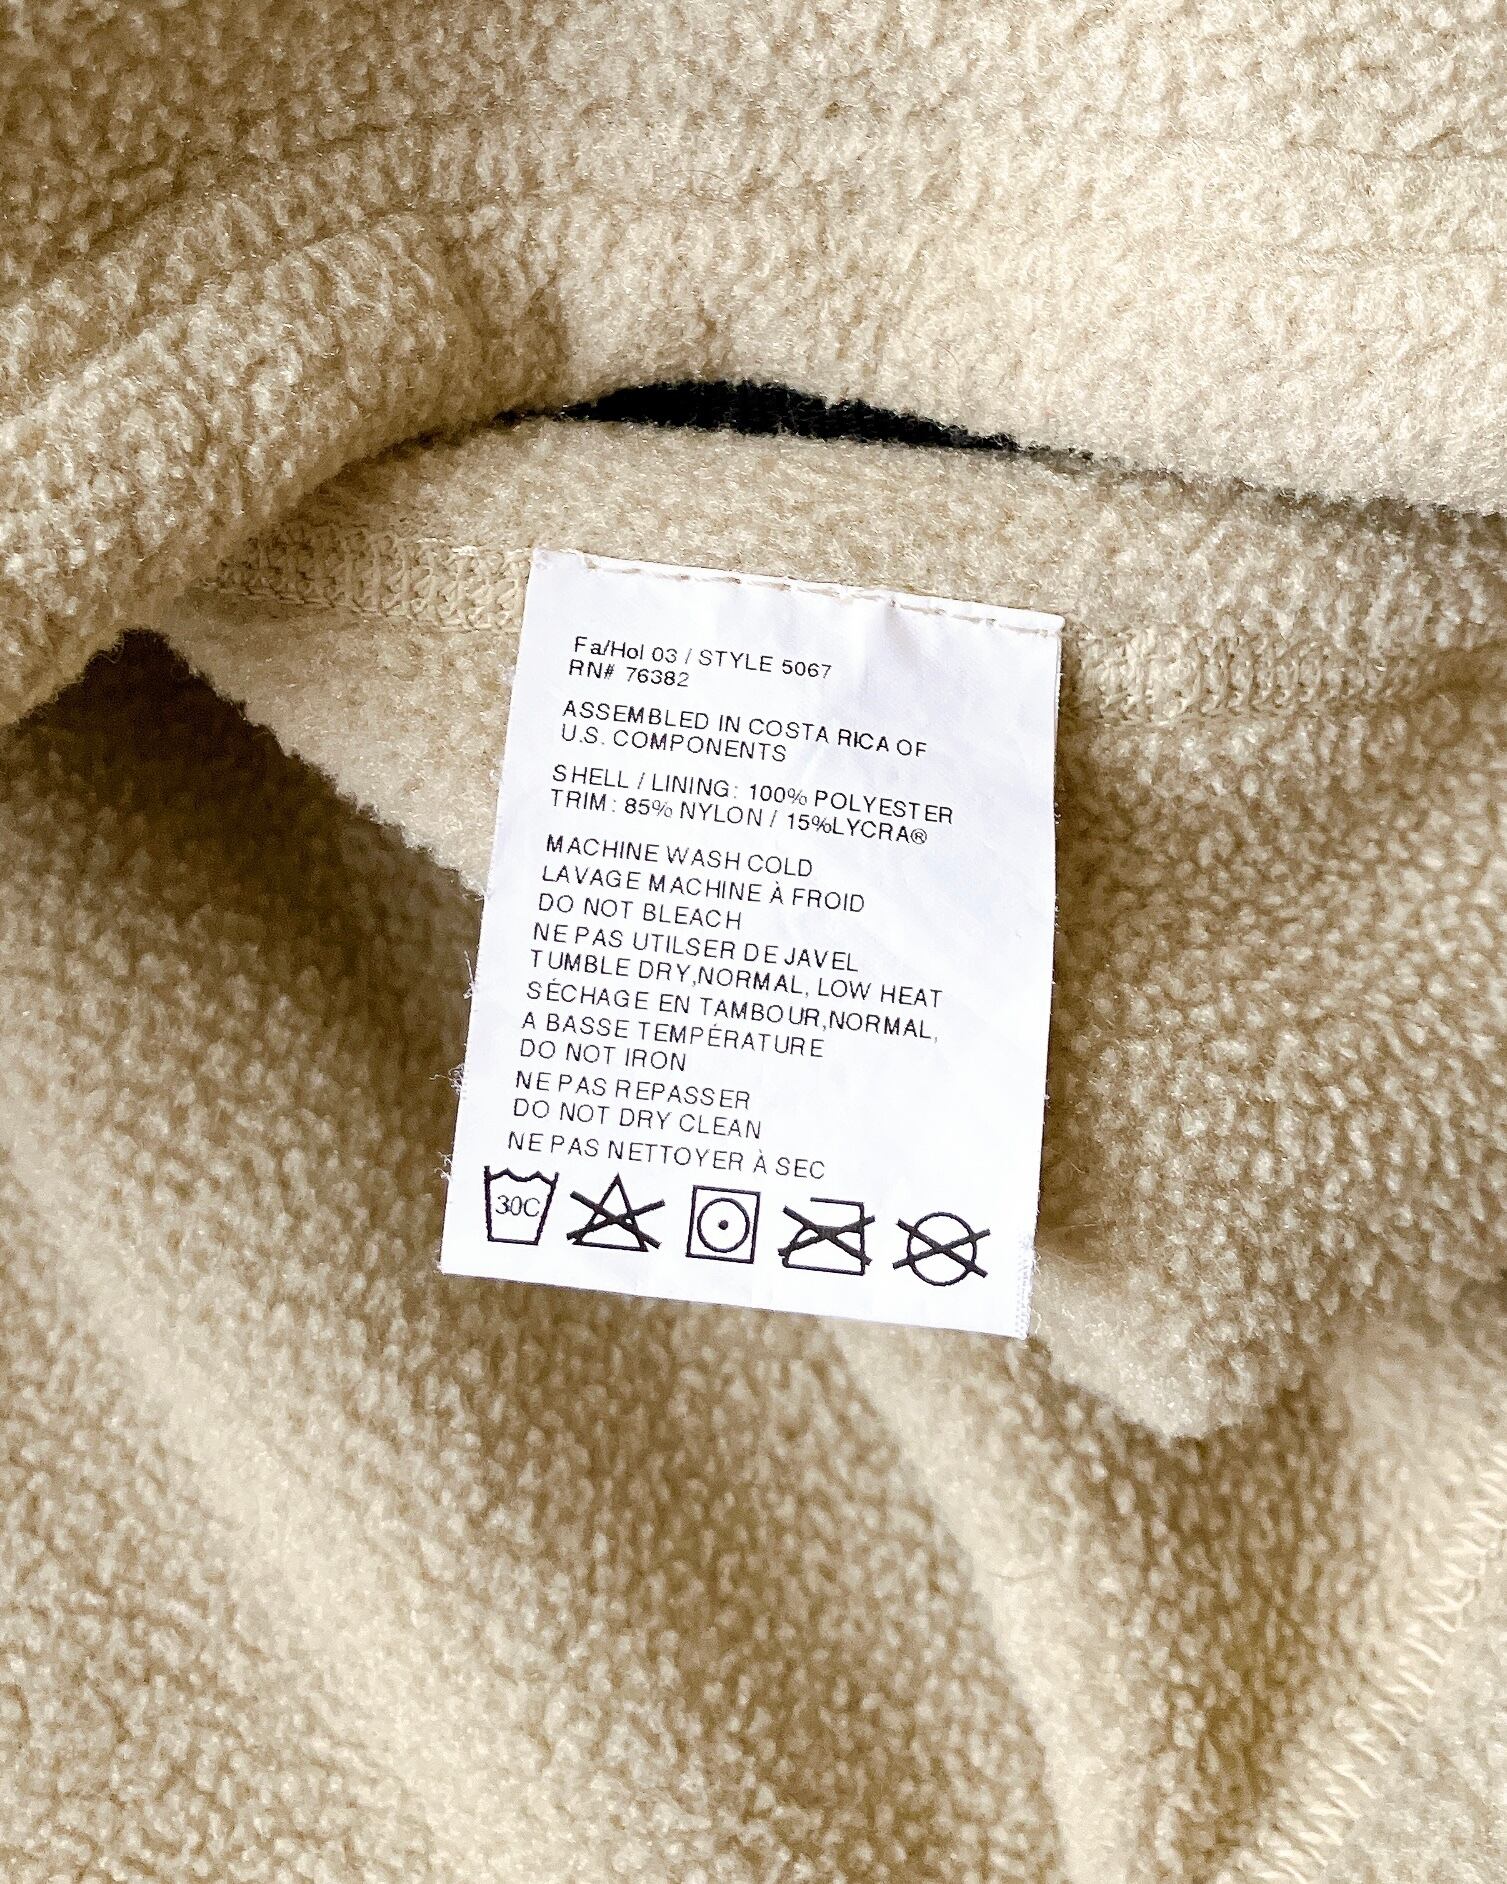 Fa/Hol 03 / STYLE 5067
RN# 76382
ASSEMBLED IN COSTA RICA OF
U.S. COMPONENTS
SHELL / LINING: 100% POLYESTER
TRIM: 85% NYLON / 15%LYCRA®
MACHINE WASH COLD
LAVAGE MACHINE À FROID
DO NOT BLEACH
NE PAS UTILSER DE JAVEL
TUMBLE DRY,NORMAL, LOW HEAT
SÉCHAGE EN TAMBOUR,NORMAL,
A BASSE TEMPÉRATURE
DO NOT IRON
NE PAS REPASSER
DO NOT DRY CLEAN
NE PAS NETTOYER À SEC
30C